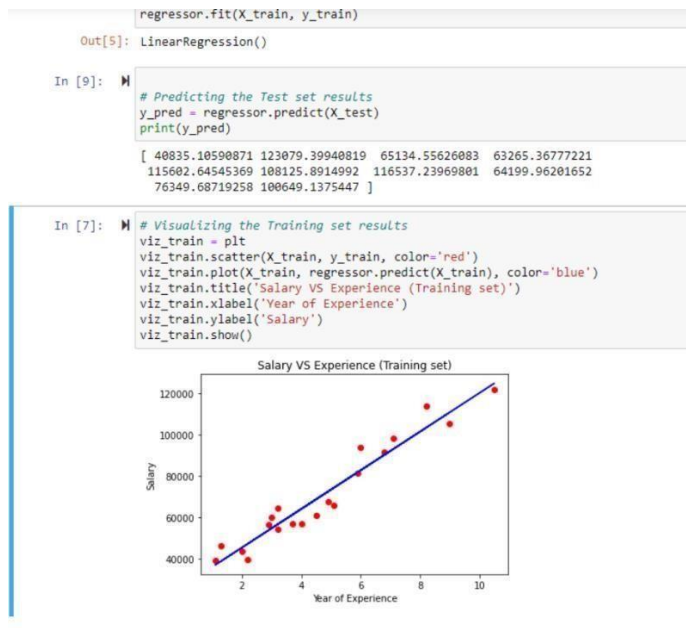 regressor.fit(X_train, y_train)
Out[5]: LinearRegression()
In [9]:
# Predicting the Test set results
y_pred = regressor.predict(X_test)
print(y_pred)
[ 40835.10590871 123079.39940819 65134.55626083 63265.36777221
115602.64545369 108125.8914992 116537.23969801 64199.96201652
76349.68719258 100649.1375447 ]
In [7]: # Visualizing the Training set results
viz_train = plt
viz_train.scatter(X_train, y_train, color='red')
viz_train.plot(X_train, regressor.predict(X_train), color='blue')
viz_train.title('Salary VS Experience (Training set)')
viz_train.xlabel('Year of Experience')
viz_train.ylabel('Salary')
viz_train.show()
Salary VS Experience (Training set)
120000
100000
80000
60000
40000
Salary
2 4 6 8 10
Year of Experience